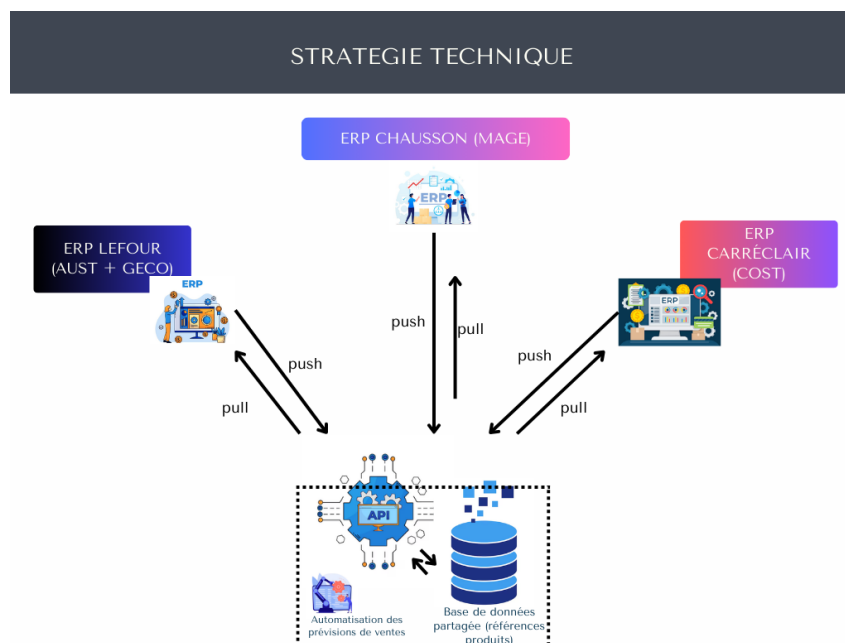 STRATEGIE TECHNIQUE
ERP CHAUSSON (MAGE)
ERP
ERP LEFOUR
(AUST + GECO)
ERP
ERP
CARRÉCLAIR
(COST)
ERP
push
pull
push
pull
push
pull
API
Automatisation des
prévisions de ventes
Base de données
partagée (références
produits)